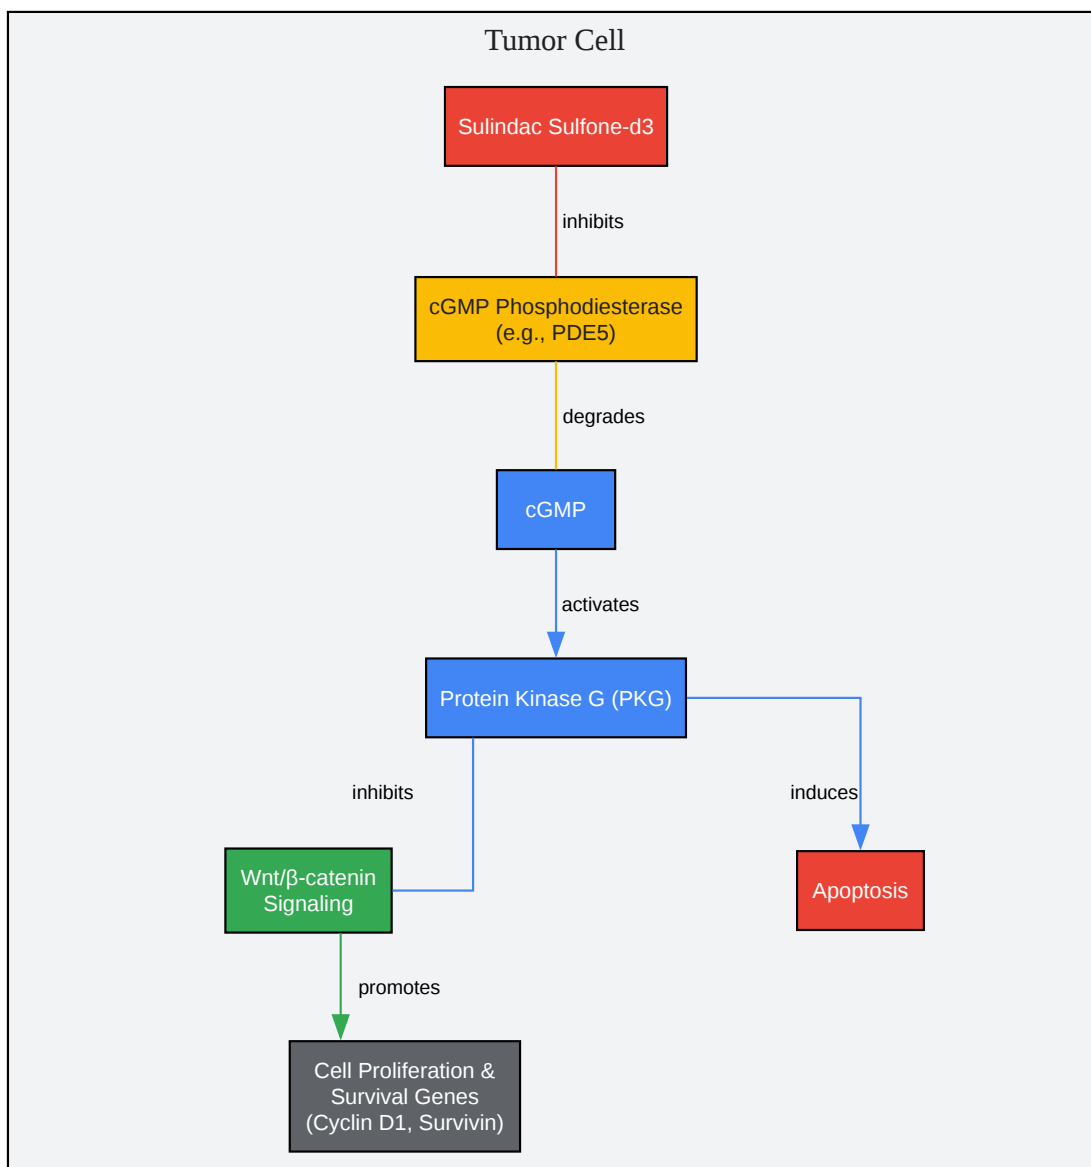 Tumor Cell
Sulindac Sulfone-d3
inhibits
cGMP Phosphodiesterase
(e.g., PDE5)
degrades
cGMP
activates
Protein Kinase G (PKG)
inhibits
induces
Wnt/β-catenin
Signaling
Apoptosis
promotes
Cell Proliferation &
Survival Genes
(Cyclin D1, Survivin)